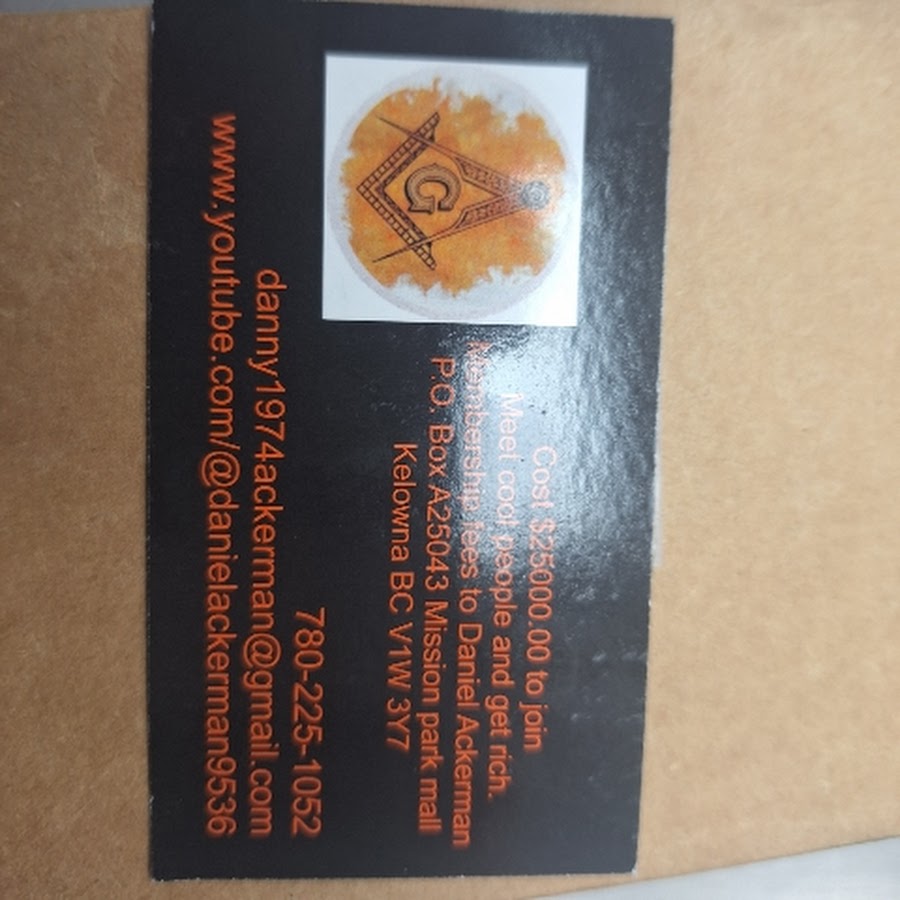 G
Cost $25000.00 to join
Meet cool people and get rich.
Membership fees to Daniel Ackerman
P.O. Box A25043 Mission park mall
Kelowna BC V1W 3Y7
780-225-1052
danny1974ackerman@gmail.com
www.youtube.com/@danielackerman9536